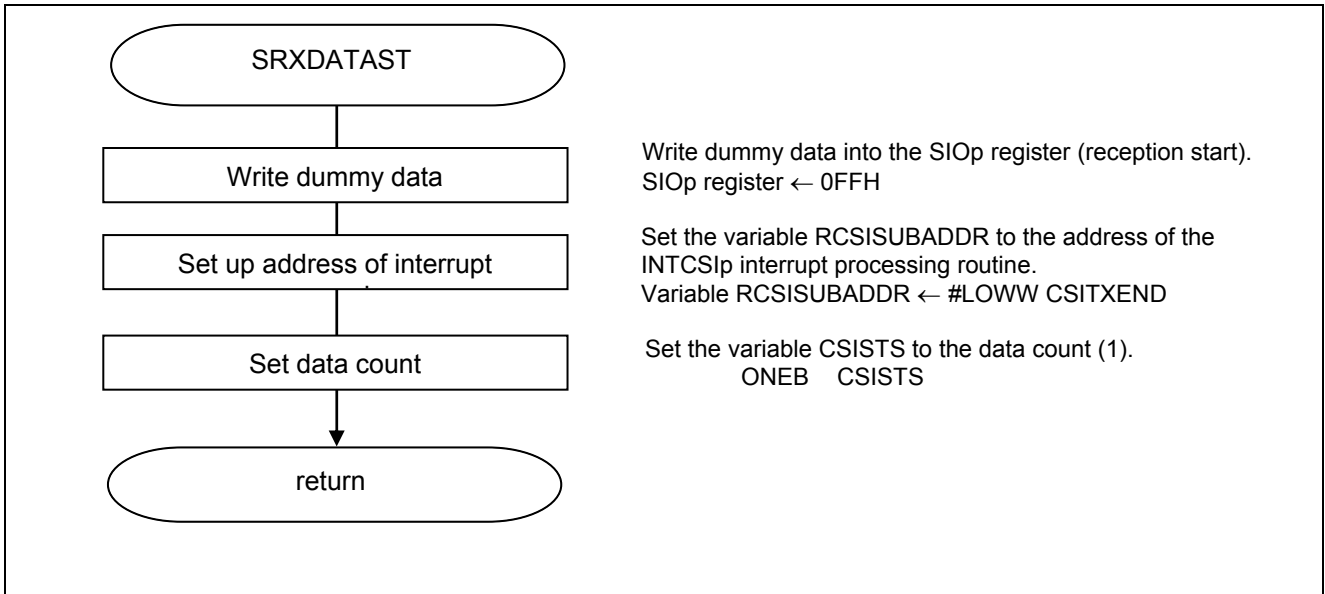 SRXDATAST
Write dummy data
Write dummy data into the SIOp register (reception start).
SIOp register ← 0FFH
Set up address of interrupt
Set the variable RCSISUBADDR to the address of the
INTCSIp interrupt processing routine.
Variable RCSISUBADDR ← #LOWW CSITXEND
Set data count
Set the variable CSISTS to the data count (1).
ONEB CSISTS
return